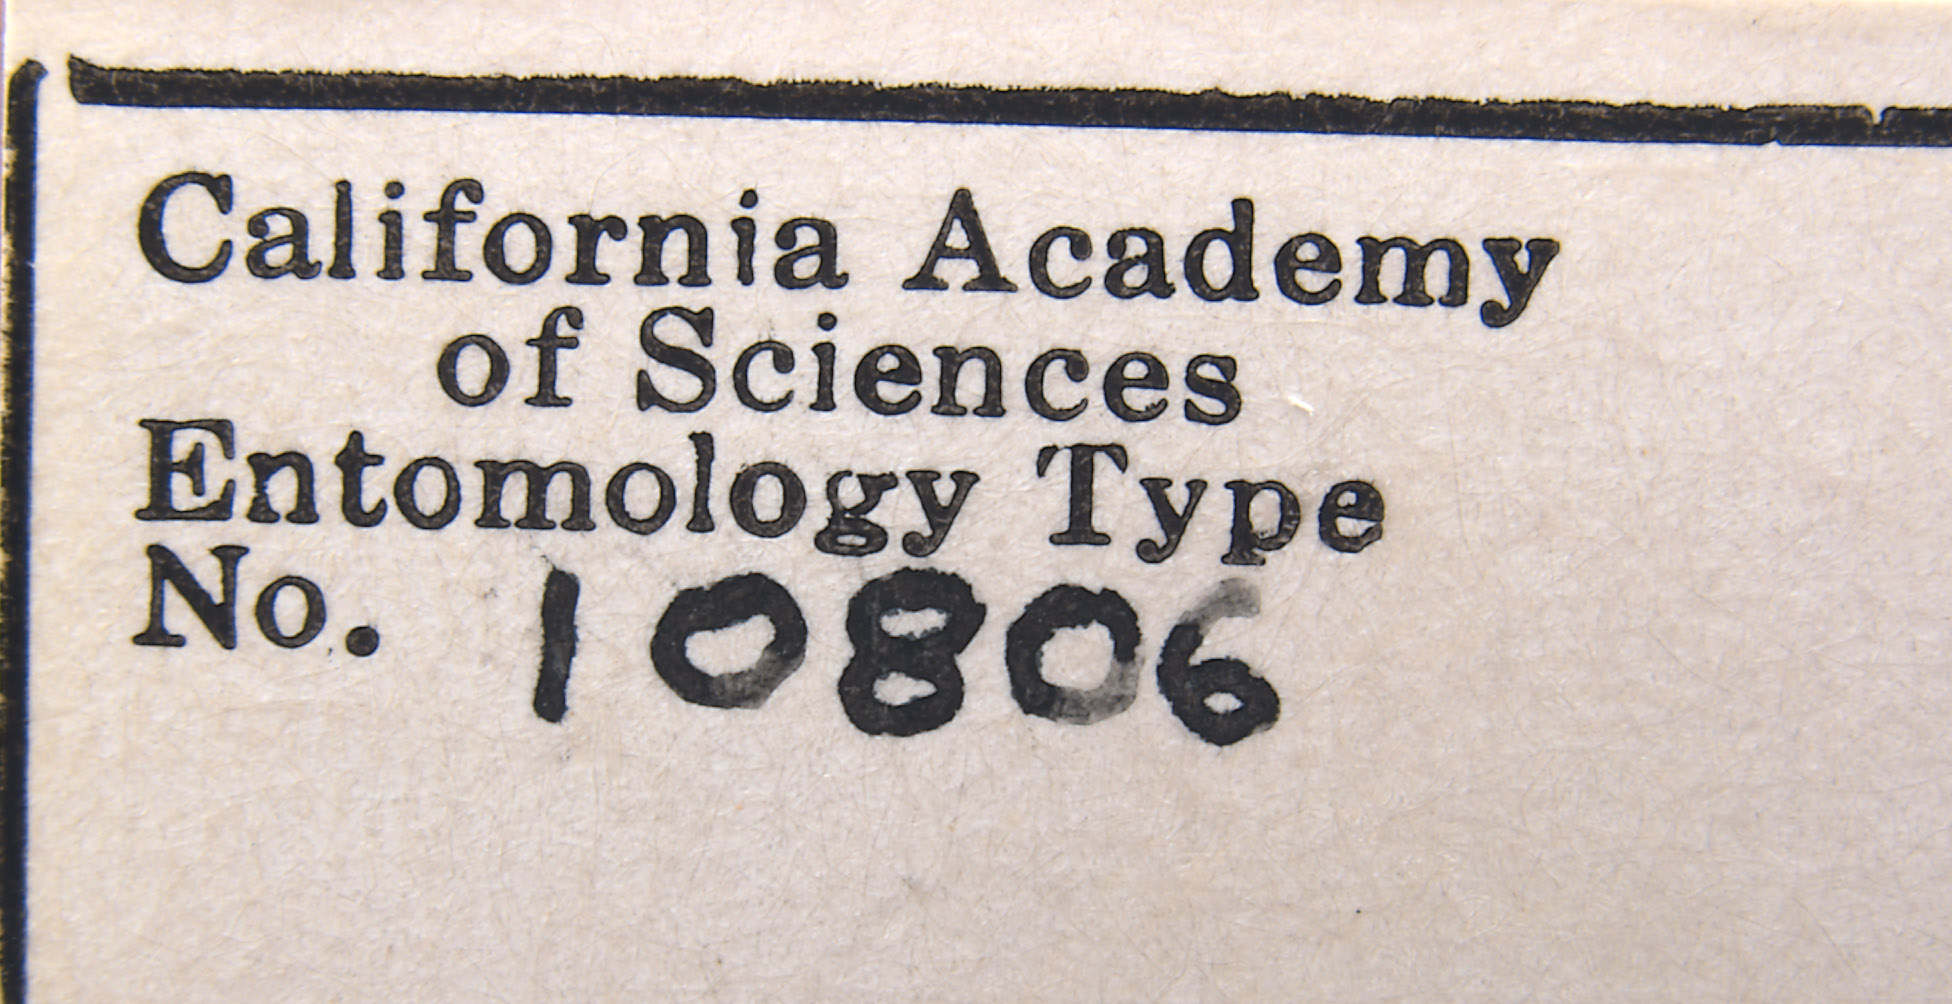 California Academy
of Sciences
Entomology Type
No. 10806